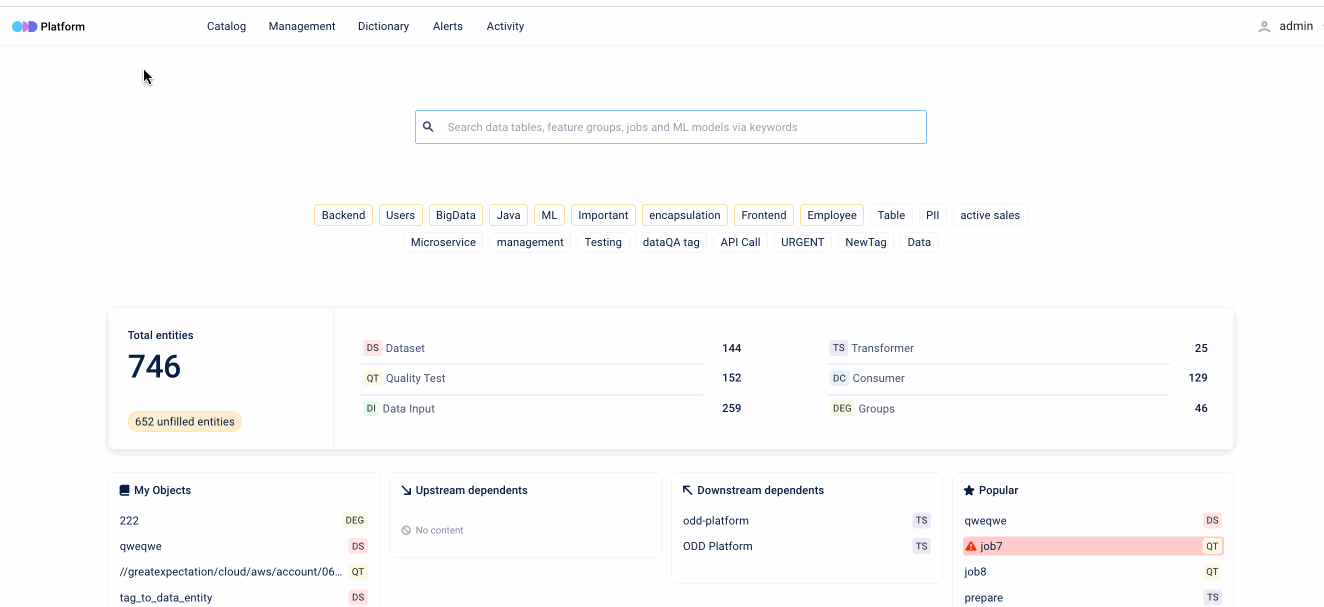 Platform Catalog Management Dictionary Alerts Activity admin
Search data tables, feature groups, jobs and ML models via keywords
Backend Users BigData Java ML Important encapsulation Frontend Employee Table PII active sales
Microservice management Testing dataQA tag API Call URGENT NewTag Data
Total entities
746
652 unfilled entities
DS Dataset 144
QT Quality Test 152
DI Data Input 259
TS Transformer 25
DC Consumer 129
DEG Groups 46
My Objects
222 DEG
qweqwe DS
//greatexpectation/cloud/aws/account/06... QT
tag_to_data_entity DS
Upstream dependents
No content
Downstream dependents
odd-platform TS
ODD Platform TS
Popular
qweqwe DS
job7 QT
job8 QT
prepare TS